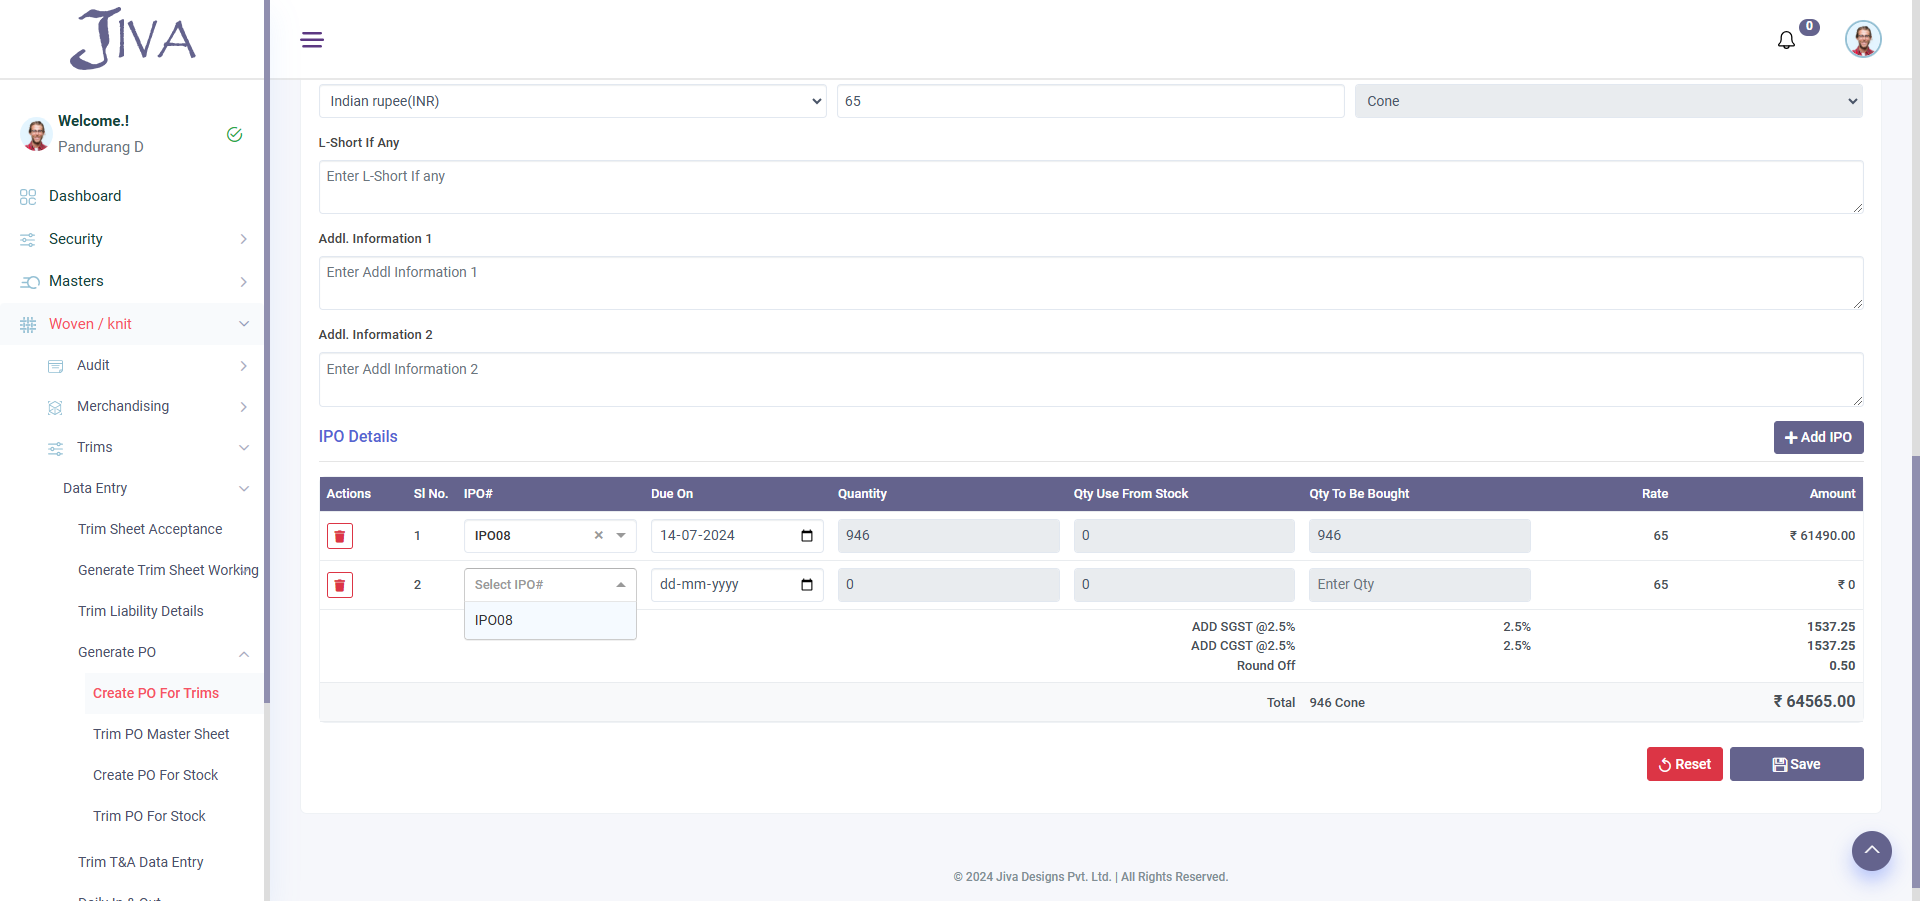 JIVA
0
Welcome.!
Pandurang D
Dashboard
Security
Masters
Woven / knit
Audit
Merchandising
Trims
Data Entry
Trim Sheet Acceptance
Generate Trim Sheet Working
Trim Liability Details
Generate PO
Create PO For Trims
Trim PO Master Sheet
Create PO For Stock
Trim PO For Stock
Trim T&A Data Entry
Daily In & Out
Indian rupee(INR) 65 Cone
L-Short If Any
Enter L-Short If any
Addl. Information 1
Enter Addl Information 1
Addl. Information 2
Enter Addl Information 2
IPO Details Add IPO
Actions Sl No. IPO# Due On Quantity Qty Use From Stock Qty To Be Bought Rate Amount
1 IPO08 × 14-07-2024 946 0 946 65 ₹ 61490.00
2 Select IPO# dd-mm-yyyy 0 0 Enter Qty 65 ₹ 0
IPO08
ADD SGST @2.5% 2.5% 1537.25
ADD CGST @2.5% 2.5% 1537.25
Round Off 0.50
Total 946 Cone ₹ 64565.00
Reset Save
© 2024 Jiva Designs Pvt. Ltd. | All Rights Reserved.